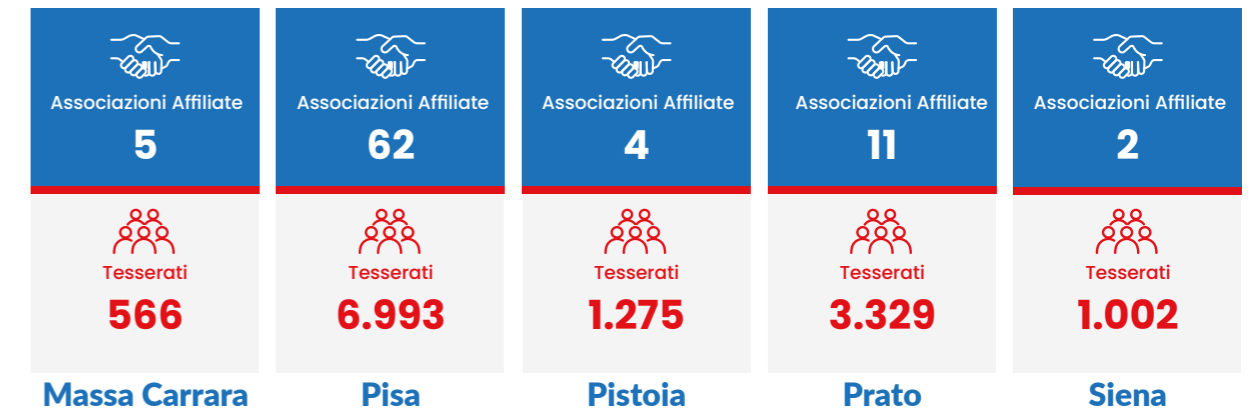 Associazioni Affiliate
5
Tesserati
566
Massa Carrara
Associazioni Affiliate
62
Tesserati
6.993
Pisa
Associazioni Affiliate
4
Tesserati
1.275
Pistoia
Associazioni Affiliate
11
Tesserati
3.329
Prato
Associazioni Affiliate
2
Tesserati
1.002
Siena